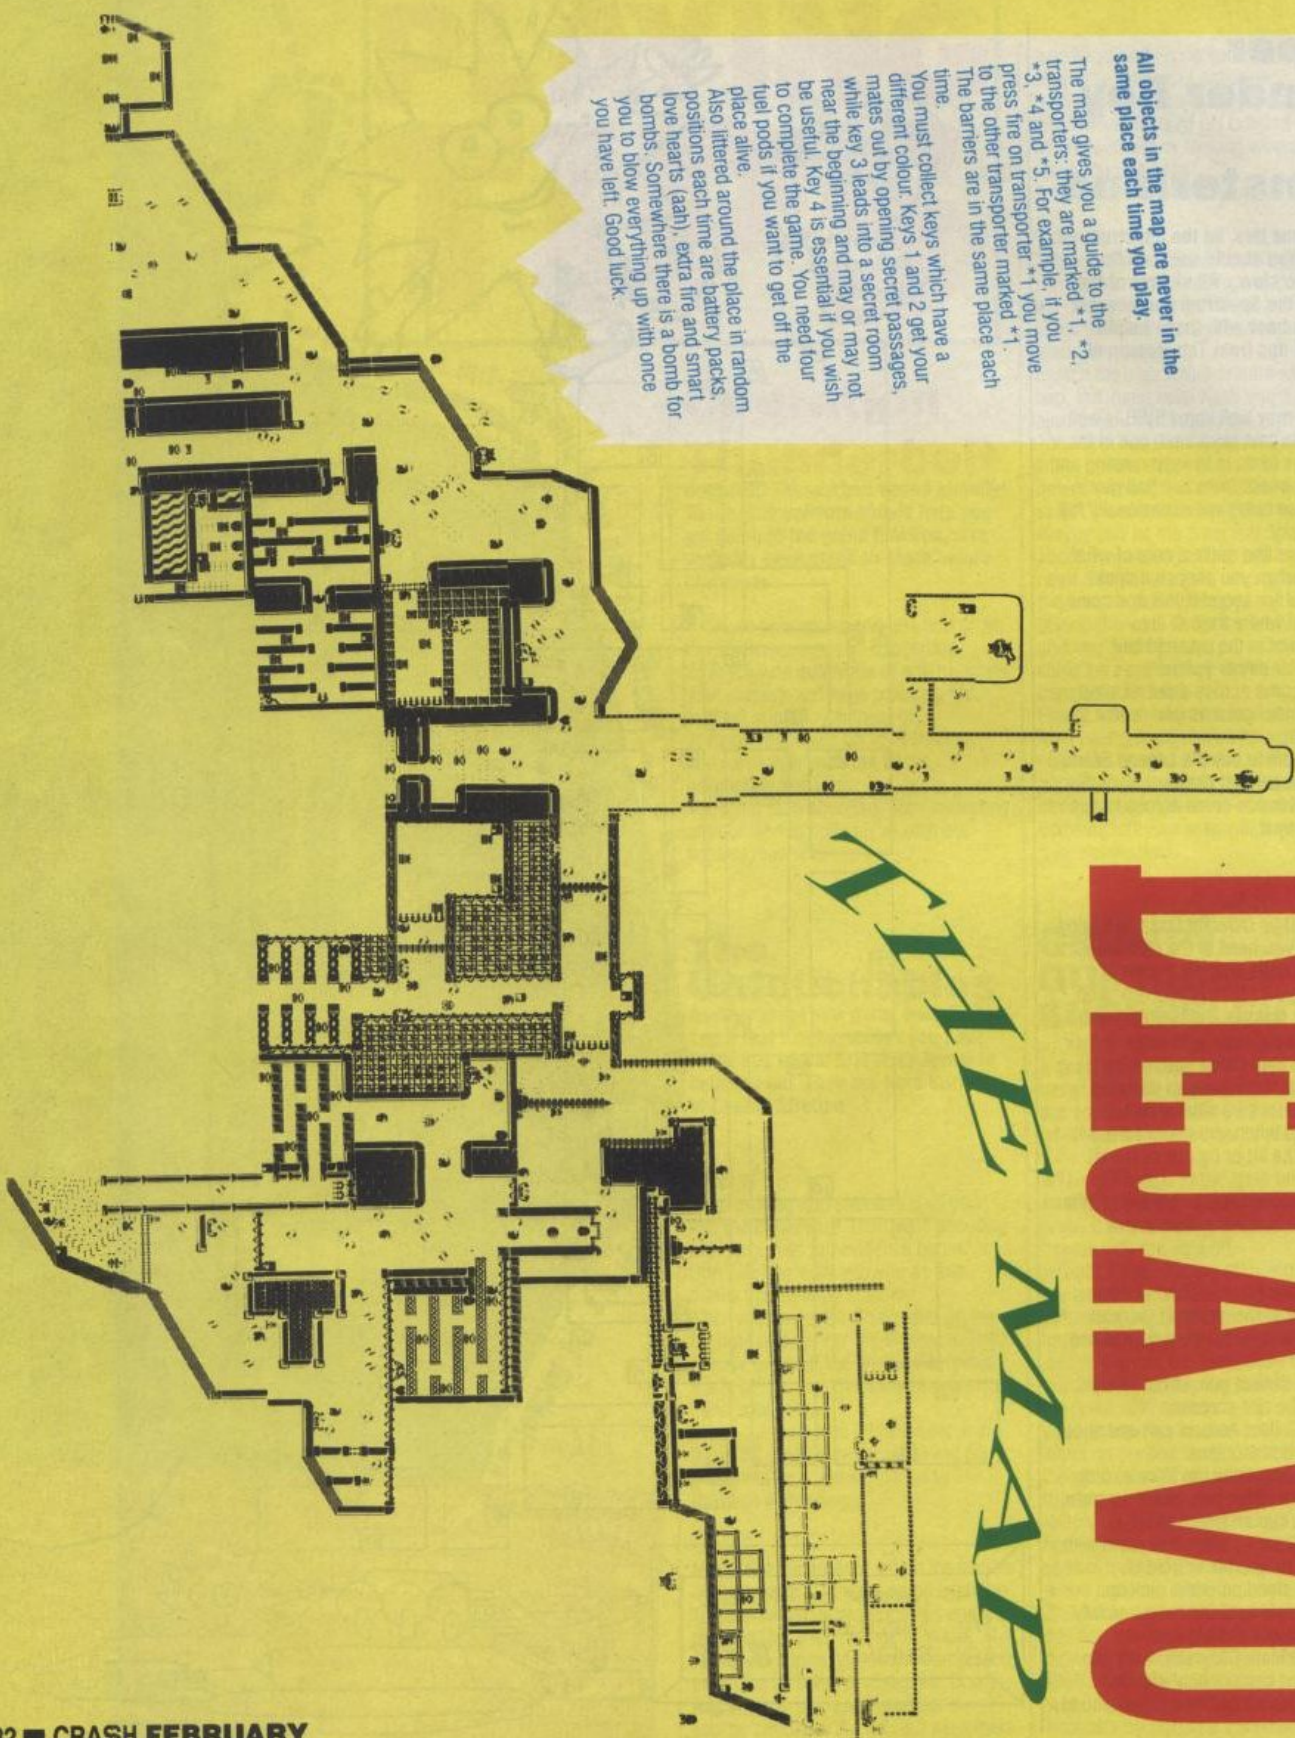 DEJA VU
THE MAP
All objects in the map are never in the
same place each time you play.
The map gives you a guide to the
transporters: they are marked *1, *2,
*3, *4 and *5. For example, if you
press fire on transporter *1 you move
to the other transporter marked *1.
The barriers are in the same place each
time.
You must collect keys which have a
different colour. Keys 1 and 2 get your
mates out by opening secret passages,
while key 3 leads into a secret room
near the beginning and may or may not
be useful. Key 4 is essential if you wish
to complete the game. You need four
fuel pods if you want to get off the
place alive.
Also littered around the place in random
positions each time are battery packs,
love hearts (aah), extra fire and smart
bombs. Somewhere there is a bomb for
you to blow everything up with once
you have left. Good luck.
CRASH FEBRUARY